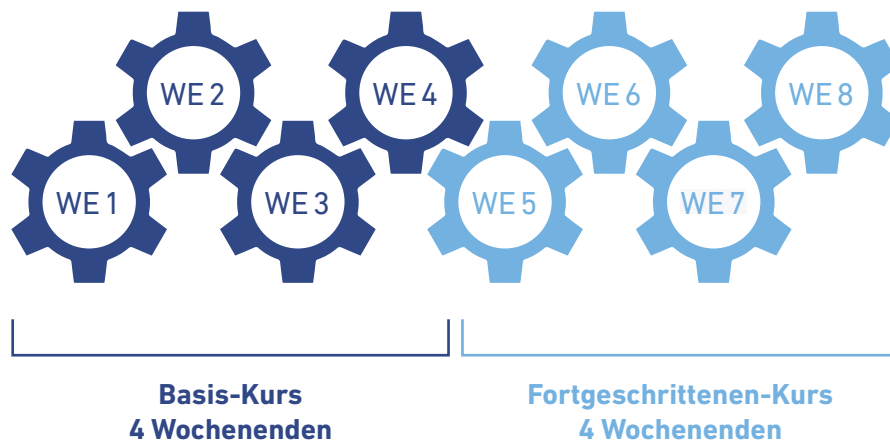 WE 2
WE 4
WE 6
WE 8
WE 1
WE 3
WE 5
WE 7
Basis-Kurs
4 Wochenenden
Fortgeschrittenen-Kurs
4 Wochenenden